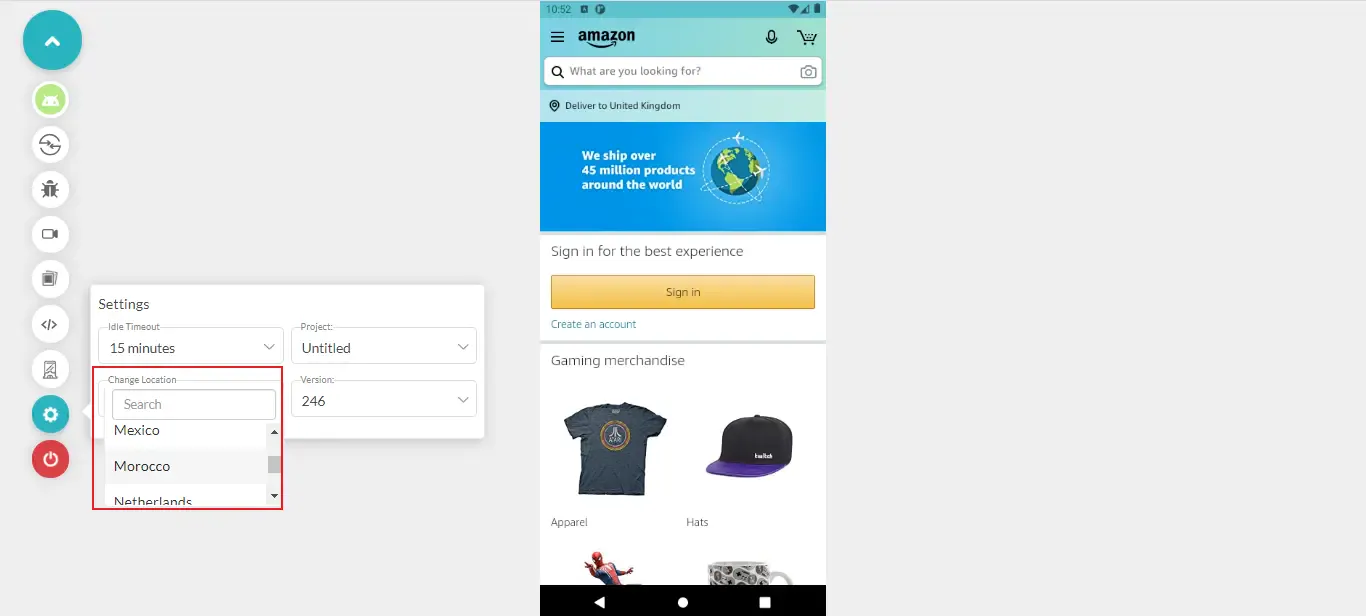 Settings
Idle Timeout
15 minutes
Project:
Untitled
Change Location
Search
Mexico
Morocco
Netherlands
Version:
246
10:52
amazon
What are you looking for?
Deliver to United Kingdom
We ship over
45 million products
around the world
Sign in for the best experience
Sign in
Create an account
Gaming merchandise
ATARI
Apparel
Hats